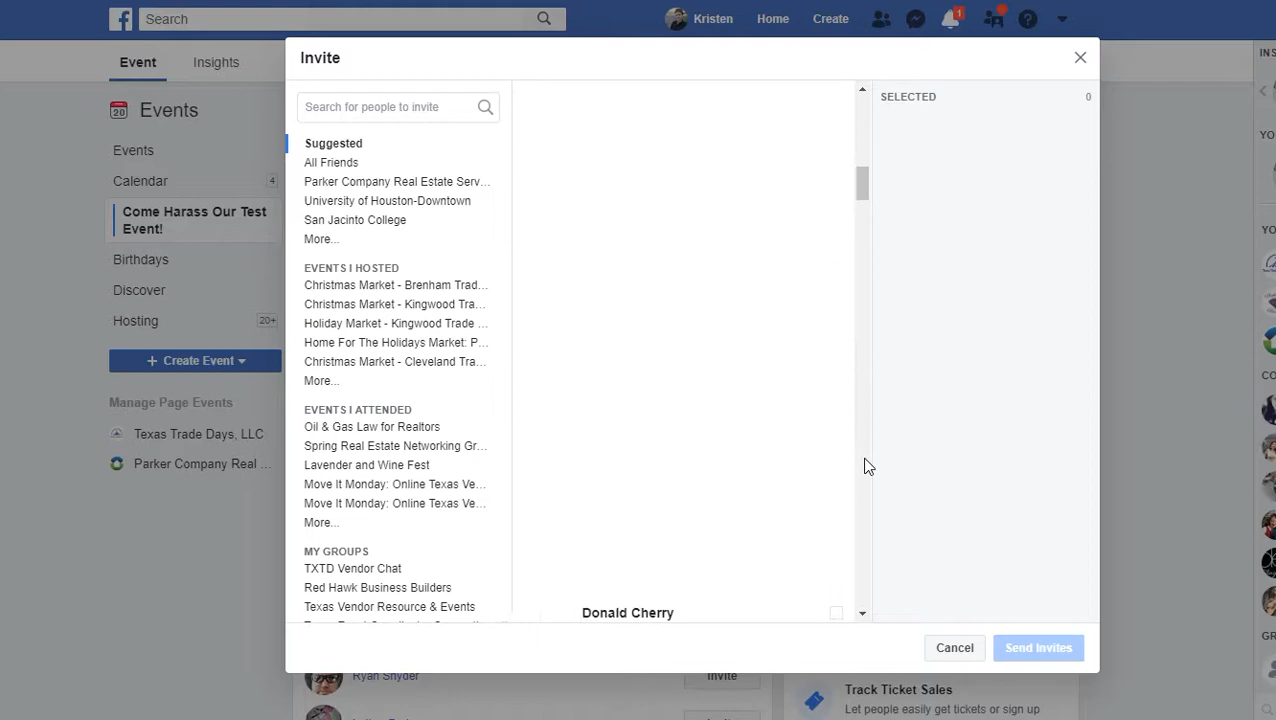 Search
Kristen
Home
Create
1
Event
Insights
Invite
INS
20
Events
Search for people to invite
SELECTED
0
Events
Suggested
YO
All Friends
Calendar
4
Parker Company Real Estate Serv...
University of Houston-Downtown
Come Harass Our Test
Event!
San Jacinto College
More...
YO
Birthdays
EVENTS I HOSTED
Christmas Market - Brenham Trad...
Discover
Christmas Market - Kingwood Tra...
Hosting
20+
Holiday Market - Kingwood Trade ...
Home For The Holidays Market: P...
+ Create Event
Christmas Market - Cleveland Tra...
More...
CO
Manage Page Events
EVENTS I ATTENDED
Oil & Gas Law for Realtors
Texas Trade Days, LLC
Spring Real Estate Networking Gr...
Parker Company Real ...
Lavender and Wine Fest
Move It Monday: Online Texas Ve...
Move It Monday: Online Texas Ve...
More...
MY GROUPS
TXTD Vendor Chat
Red Hawk Business Builders
Texas Vendor Resource & Events
Donald Cherry
GR
Cancel
Send Invites
Ryan Snyder
Invite
Track Ticket Sales
Let people easily get tickets or sign up